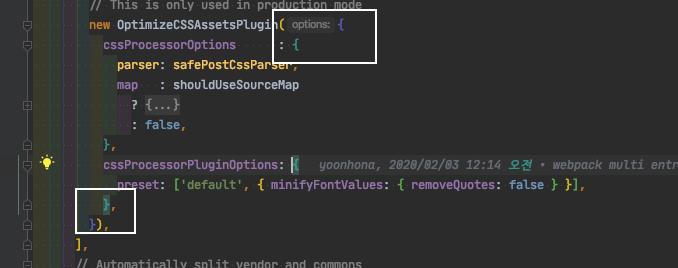 // This is only used in production mode
new OptimizeCSSAssetsPlugin( options: {
cssProcessorOptions : {
parser: safePostCssParser,
map : shouldUseSourceMap
? {...}
: false,
},
cssProcessorPluginOptions: { yoonhona, 2020/02/03 12:14 오전 • webpack multi entr
preset: ['default', { minifyFontValues: { removeQuotes: false } }],
},
}),
],
// Automatically split vendor and commons